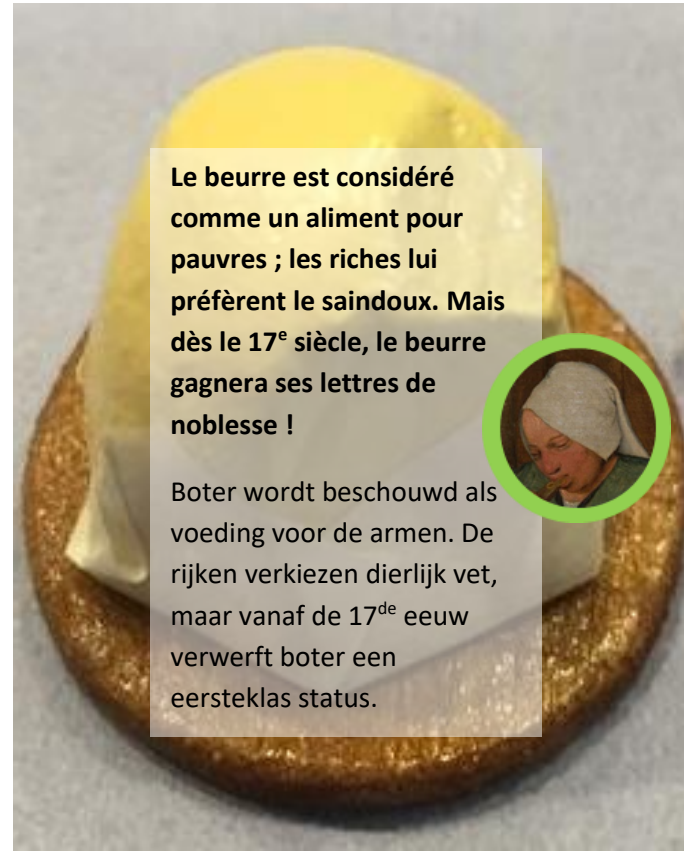 Le beurre est considéré
comme un aliment pour
pauvres ; les riches lui
préfèrent le saindoux. Mais
dès le 17e siècle, le beurre
gagnera ses lettres de
noblesse !
Boter wordt beschouwd als
voeding voor de armen. De
rijken verkiezen dierlijk vet,
maar vanaf de 17de eeuw
verwerft boter een
eersteklas status.